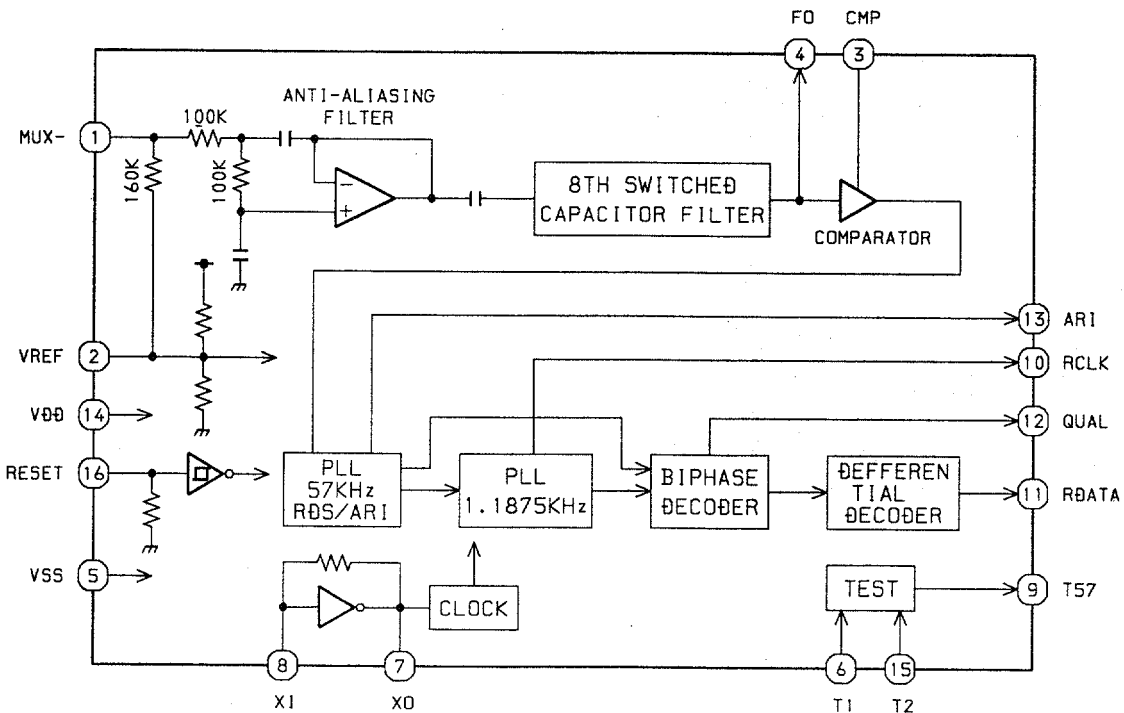 FO CMP
4 3
ANTI-ALIASING
FILTER
100K
MUX- 1
160K
100K
−
+
8TH SWITCHED
CAPACITOR FILTER
COMPARATOR
13 ARI
VREF 2
10 RCLK
VDD 14
12 QUAL
RESET 16
PLL
57KHz
RDS/ARI
PLL
1.1875KHz
BIPHASE
DECODER
DEFFEREN
TIAL
DECODER
11 RDATA
VSS 5
CLOCK
TEST
9 T57
8 7 6 15
XI XO T1 T2